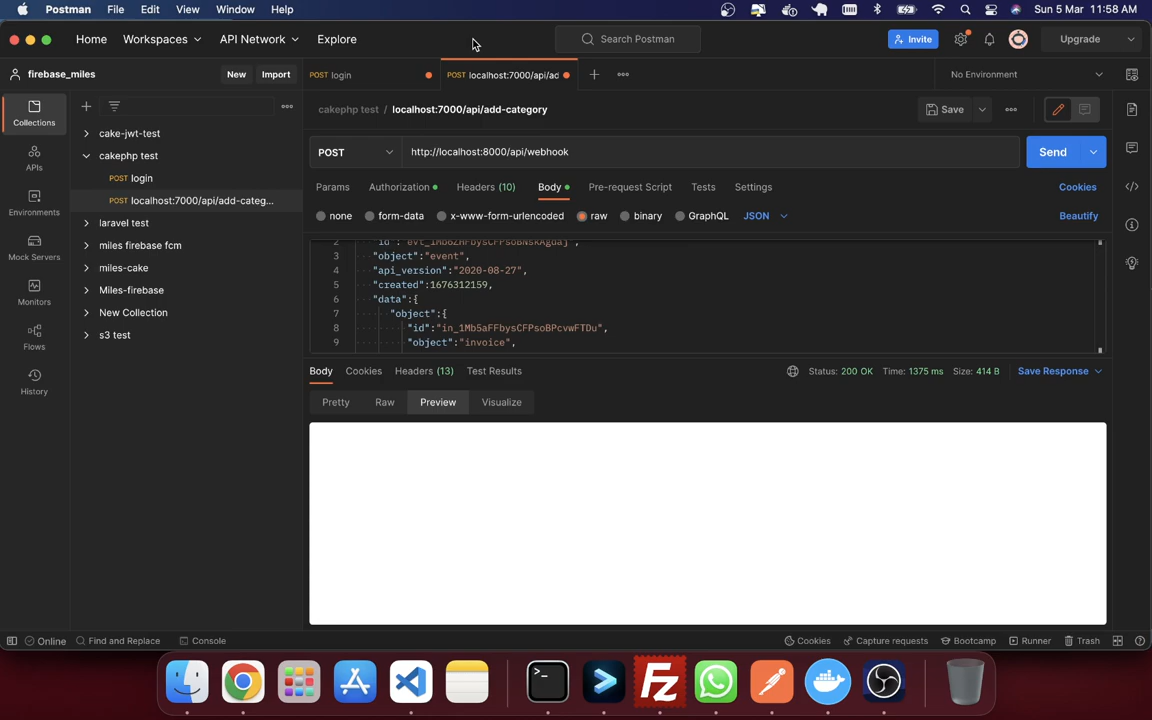 Postman File Edit View Window Help Sun 5 Mar 11:58 AM
Home Workspaces API Network Explore Search Postman Invite Upgrade
firebase_miles New Import POST login POST localhost:7000/api/ad No Environment
Collections
APIs
Environments
Mock Servers
Monitors
Flows
History
cake-jwt-test
cakephp test
POST login
POST localhost:7000/api/add-categ...
laravel test
miles firebase fcm
miles-cake
Miles-firebase
New Collection
s3 test
cakephp test / localhost:7000/api/add-category Save
POST http://localhost:8000/api/webhook Send
Params Authorization Headers (10) Body Pre-request Script Tests Settings Cookies
none form-data x-www-form-urlencoded raw binary GraphQL JSON Beautify
2
3 "object":"event",
4 "api_version":"2020-08-27",
5 "created":1676312159,
6 "data":{
7 "object":{
8 "id":"in_1Mb5aFFbysCFPsoBPcvwFTDu",
9 "object":"invoice",
Body Cookies Headers (13) Test Results Status: 200 OK Time: 1375 ms Size: 414 B Save Response
Pretty Raw Preview Visualize
Online Find and Replace Console Cookies Capture requests Bootcamp Runner Trash